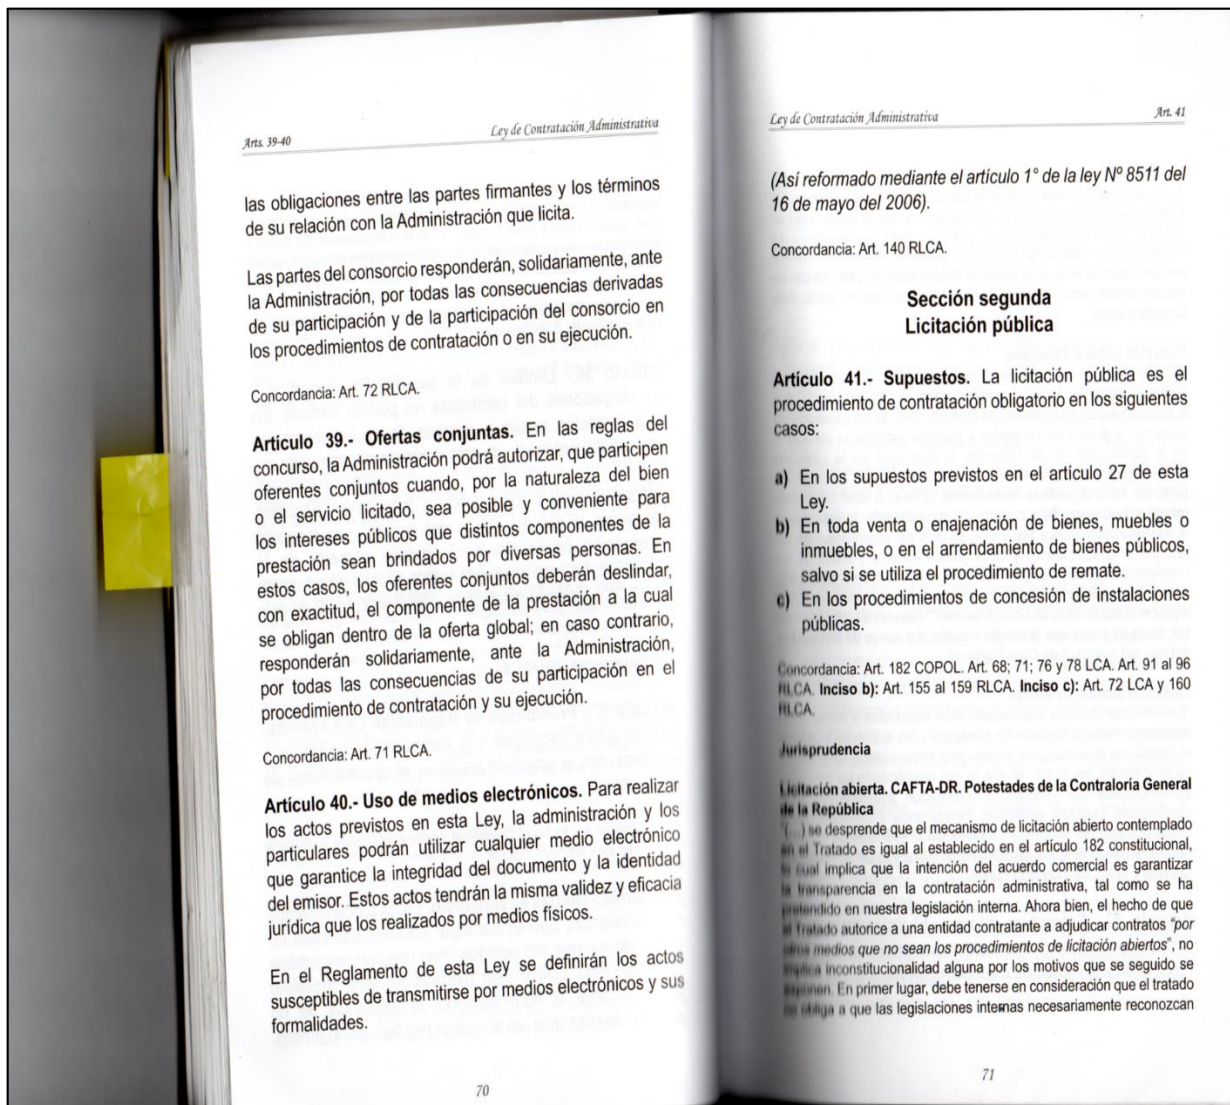 Arts. 39-40
Ley de Contratación Administrativa
las obligaciones entre las partes firmantes y los términos
de su relación con la Administración que licita.
Las partes del consorcio responderán, solidariamente, ante
la Administración, por todas las consecuencias derivadas
de su participación y de la participación del consorcio en
los procedimientos de contratación o en su ejecución.
Concordancia: Art. 72 RLCA.
Artículo 39.- Ofertas conjuntas. En las reglas del
concurso, la Administración podrá autorizar, que participen
oferentes conjuntos cuando, por la naturaleza del bien
o el servicio licitado, sea posible y conveniente para
los intereses públicos que distintos componentes de la
prestación sean brindados por diversas personas. En
estos casos, los oferentes conjuntos deberán deslindar,
con exactitud, el componente de la prestación a la cual
se obligan dentro de la oferta global; en caso contrario,
responderán solidariamente, ante la Administración,
por todas las consecuencias de su participación en el
procedimiento de contratación y su ejecución.
Concordancia: Art. 71 RLCA.
Artículo 40.- Uso de medios electrónicos. Para realizar
los actos previstos en esta Ley, la administración y los
particulares podrán utilizar cualquier medio electrónico
que garantice la integridad del documento y la identidad
del emisor. Estos actos tendrán la misma validez y eficacia
jurídica que los realizados por medios físicos.
En el Reglamento de esta Ley se definirán los actos
susceptibles de transmitirse por medios electrónicos y sus
formalidades.
70
Ley de Contratación Administrativa
Art. 41
(Así reformado mediante el artículo 1° de la ley Nº 8511 del
16 de mayo del 2006).
Concordancia: Art. 140 RLCA.
Sección segunda
Licitación pública
Artículo 41.- Supuestos. La licitación pública es el
procedimiento de contratación obligatorio en los siguientes
casos:
a) En los supuestos previstos en el artículo 27 de esta
Ley.
b) En toda venta o enajenación de bienes, muebles o
inmuebles, o en el arrendamiento de bienes públicos,
salvo si se utiliza el procedimiento de remate.
c) En los procedimientos de concesión de instalaciones
públicas.
Concordancia: Art. 182 COPOL. Art. 68; 71; 76 y 78 LCA. Art. 91 al 96
RLCA. Inciso b): Art. 155 al 159 RLCA. Inciso c): Art. 72 LCA y 160
RLCA.
Jurisprudencia
Licitación abierta. CAFTA-DR. Potestades de la Contraloría General
de la República
"(...) se desprende que el mecanismo de licitación abierto contemplado
en el Tratado es igual al establecido en el artículo 182 constitucional,
lo cual implica que la intención del acuerdo comercial es garantizar
la transparencia en la contratación administrativa, tal como se ha
pretendido en nuestra legislación interna. Ahora bien, el hecho de que
el Tratado autorice a una entidad contratante a adjudicar contratos "por
otros medios que no sean los procedimientos de licitación abiertos", no
implica inconstitucionalidad alguna por los motivos que se seguido se
exponen. En primer lugar, debe tenerse en consideración que el tratado
no obliga a que las legislaciones internas necesariamente reconozcan
71